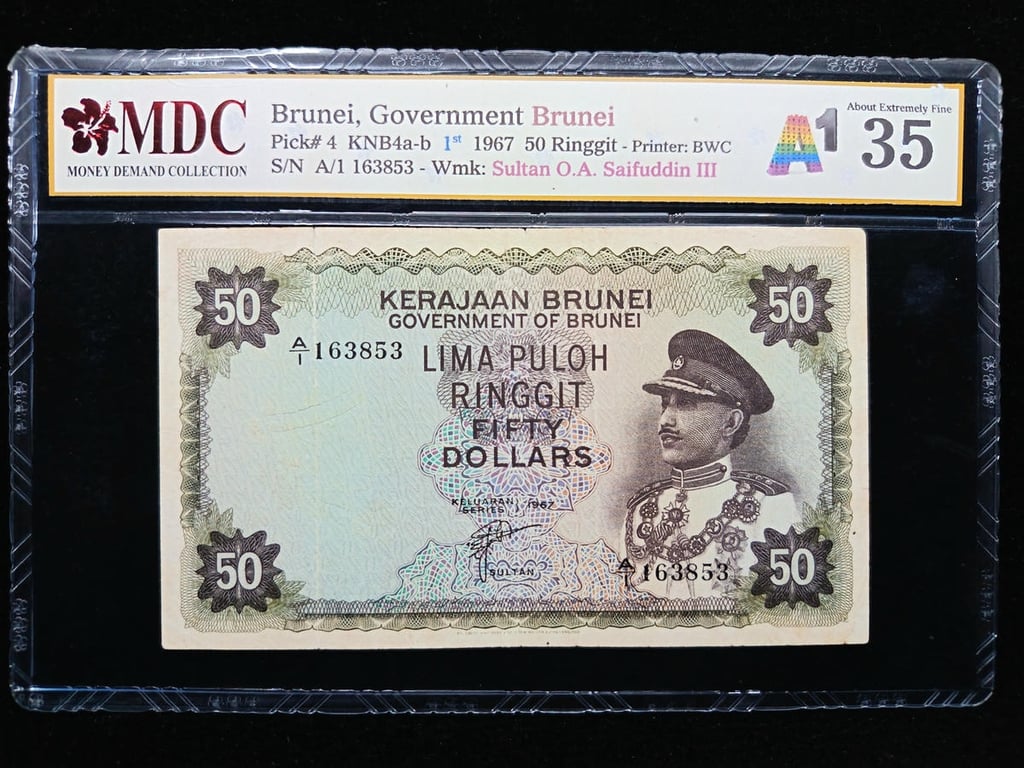 MDC
MONEY DEMAND COLLECTION
Brunei, Government Brunei
Pick# 4 KNB4a-b 1st 1967 50 Ringgit - Printer: BWC
S/N A/1 163853 - Wmk: Sultan O.A. Saifuddin III
A1
About Extremely Fine
35
50
50
KERAJAAN BRUNEI
GOVERNMENT OF BRUNEI
A/1 163853
LIMA PULOH
RINGGIT
FIFTY
DOLLARS
KELUARAN
SERIES 1967
SULTAN
A/1 163853
50
50